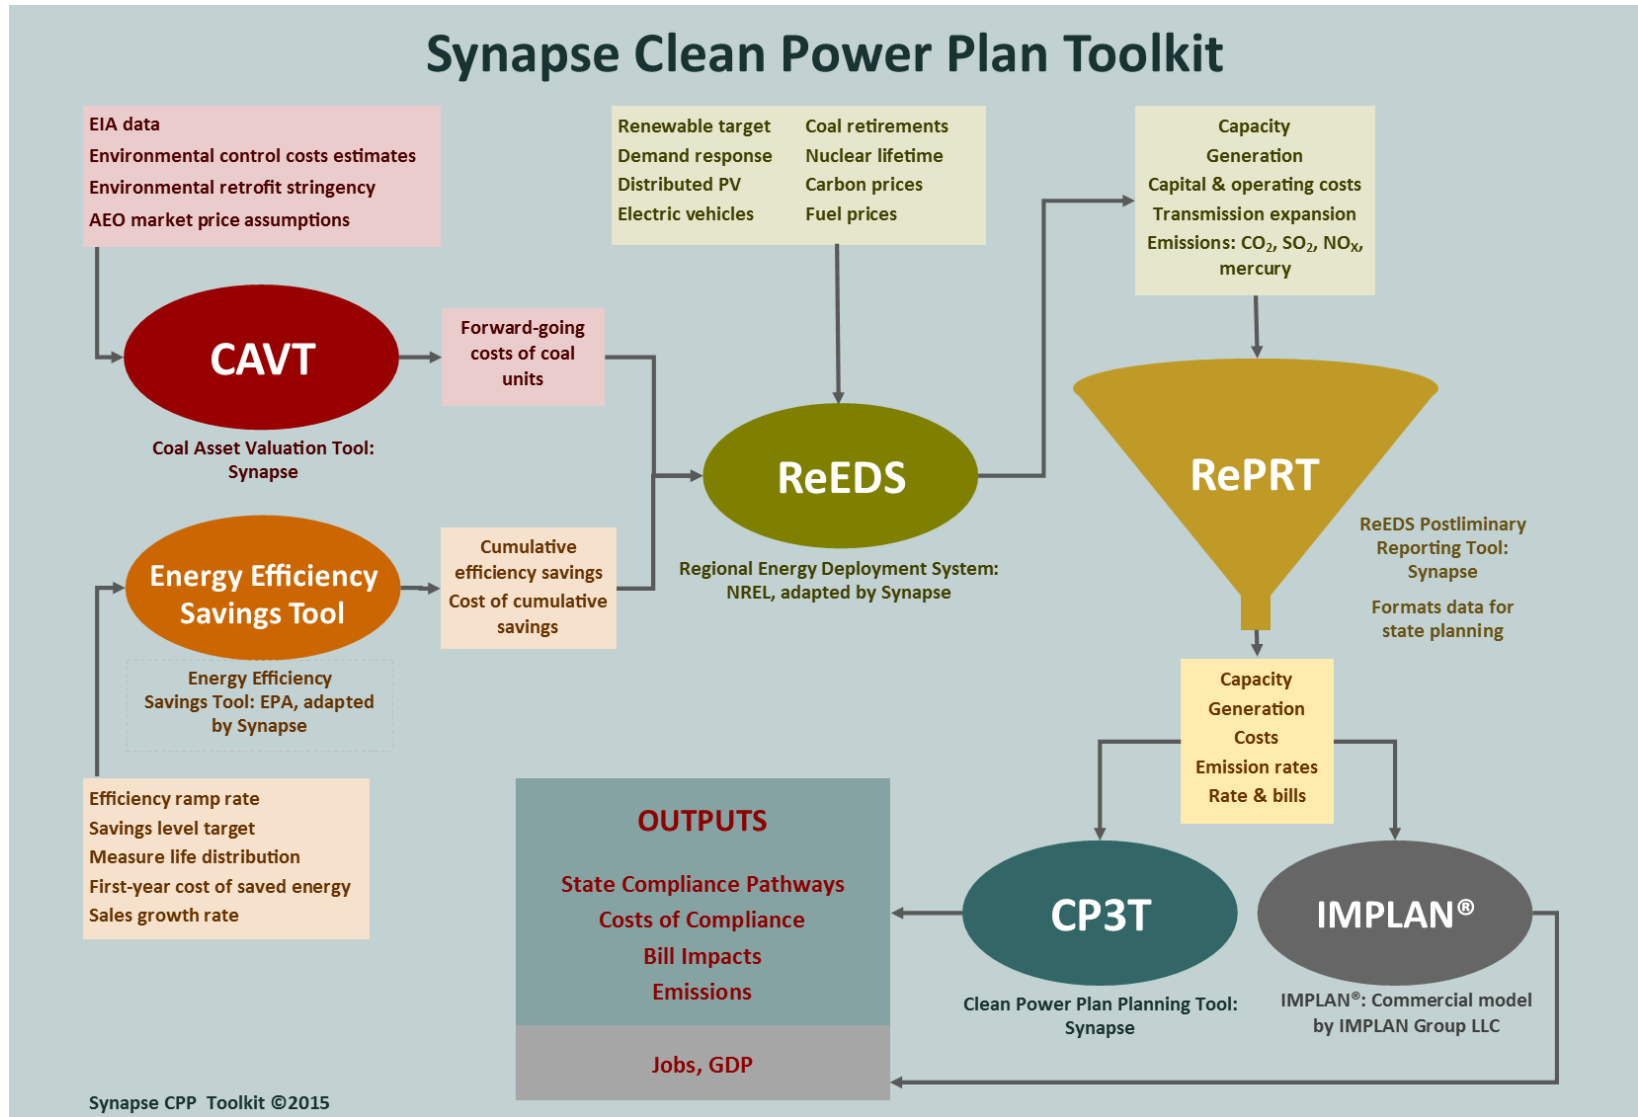 Synapse Clean Power Plan Toolkit
EIA data
Environmental control costs estimates
Environmental retrofit stringency
AEO market price assumptions
Renewable target
Demand response
Distributed PV
Electric vehicles
Coal retirements
Nuclear lifetime
Carbon prices
Fuel prices
Capacity
Generation
Capital & operating costs
Transmission expansion
Emissions: CO₂, SO₂, NOₓ,
mercury
CAVT
Coal Asset Valuation Tool:
Synapse
Forward-going
costs of coal
units
ReEDS
Regional Energy Deployment System:
NREL, adapted by Synapse
RePRT
ReEDS Postliminary
Reporting Tool:
Synapse
Formats data for
state planning
Energy Efficiency
Savings Tool
Energy Efficiency
Savings Tool: EPA, adapted
by Synapse
Cumulative
efficiency savings
Cost of cumulative
savings
Efficiency ramp rate
Savings level target
Measure life distribution
First-year cost of saved energy
Sales growth rate
Capacity
Generation
Costs
Emission rates
Rate & bills
OUTPUTS
State Compliance Pathways
Costs of Compliance
Bill Impacts
Emissions
Jobs, GDP
CP3T
Clean Power Plan Planning Tool:
Synapse
IMPLAN®
IMPLAN®: Commercial model
by IMPLAN Group LLC
Synapse CPP Toolkit ©2015